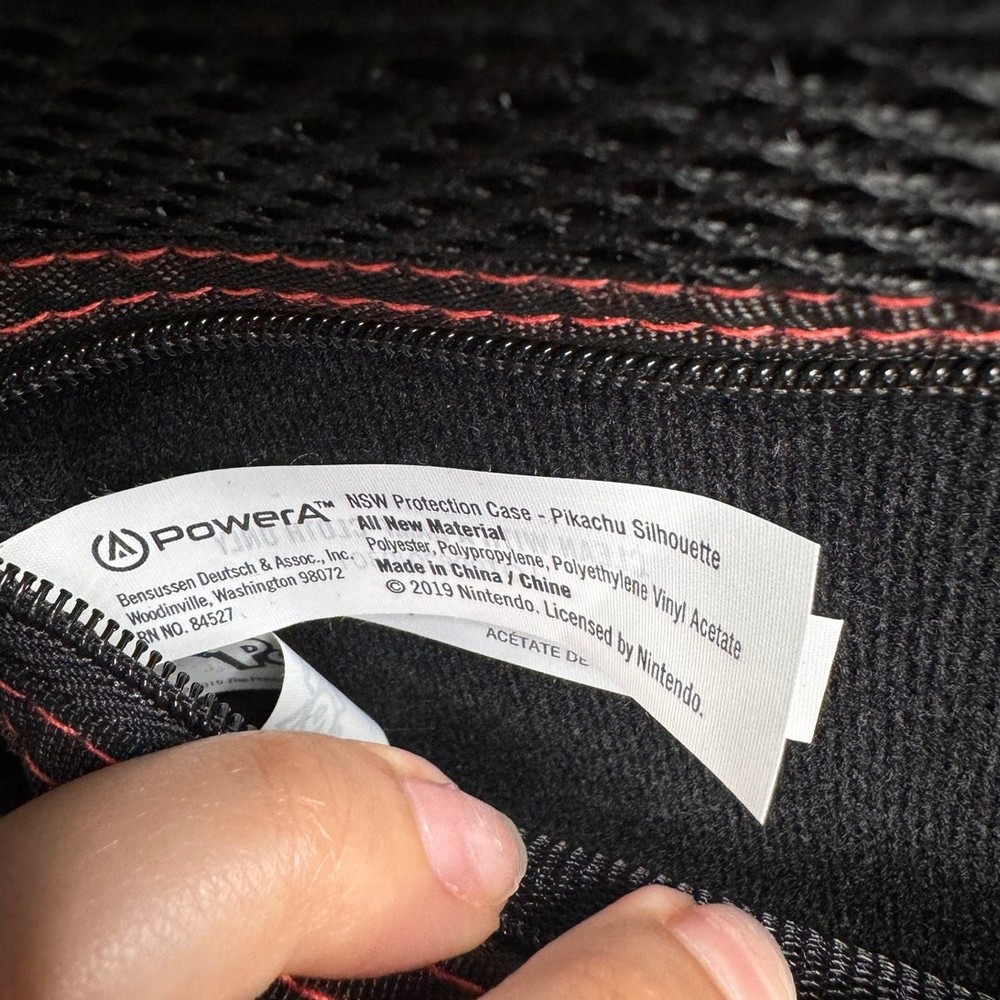 POWERA™
Bensussen Deutsch & Assoc., Inc.
Woodinville, Washington 98072
RN NO. 84527
NSW Protection Case - Pikachu Silhouette
All New Material
Polyester, Polypropylene, Polyethylene Vinyl Acetate
Made in China / Chine
© 2019 Nintendo. Licensed by Nintendo.
ACÉTATE DE